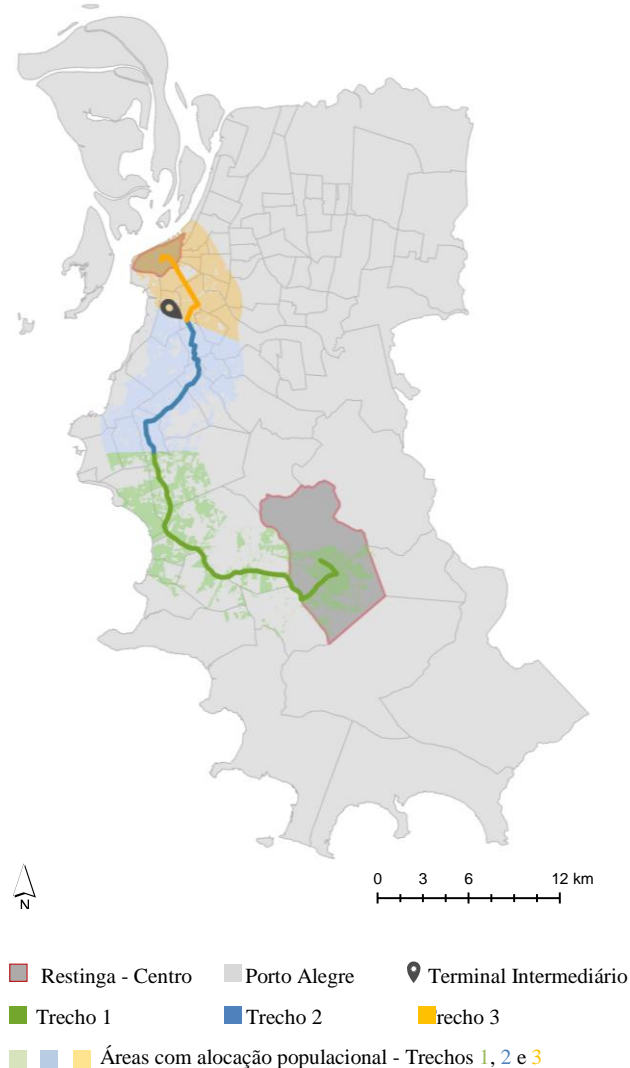 N
0 3 6 12 km
Restinga - Centro Porto Alegre Terminal Intermediário
Trecho 1 Trecho 2 recho 3
Áreas com alocação populacional - Trechos 1, 2 e 3